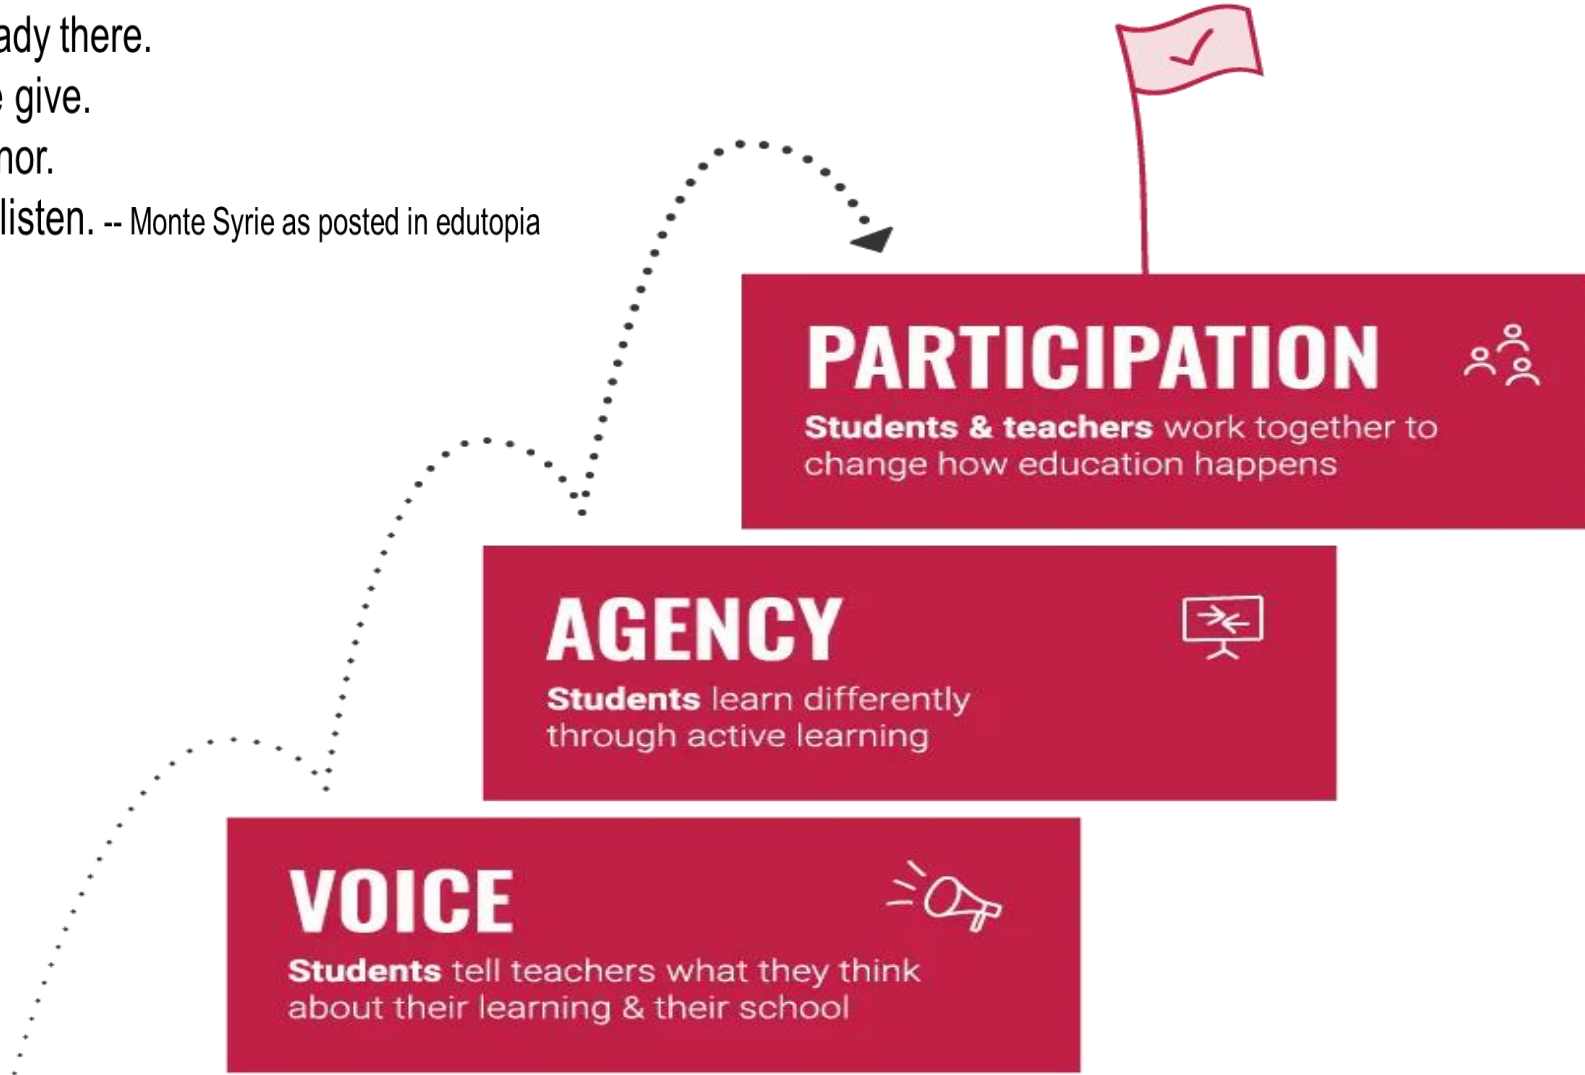 there.
give.
listen. -- Monte Syrie as posted in edutopia
PARTICIPATION
Students & teachers work together to
change how education happens
AGENCY
Students learn differently
through active learning
VOICE
Students tell teachers what they think
about their learning & their school